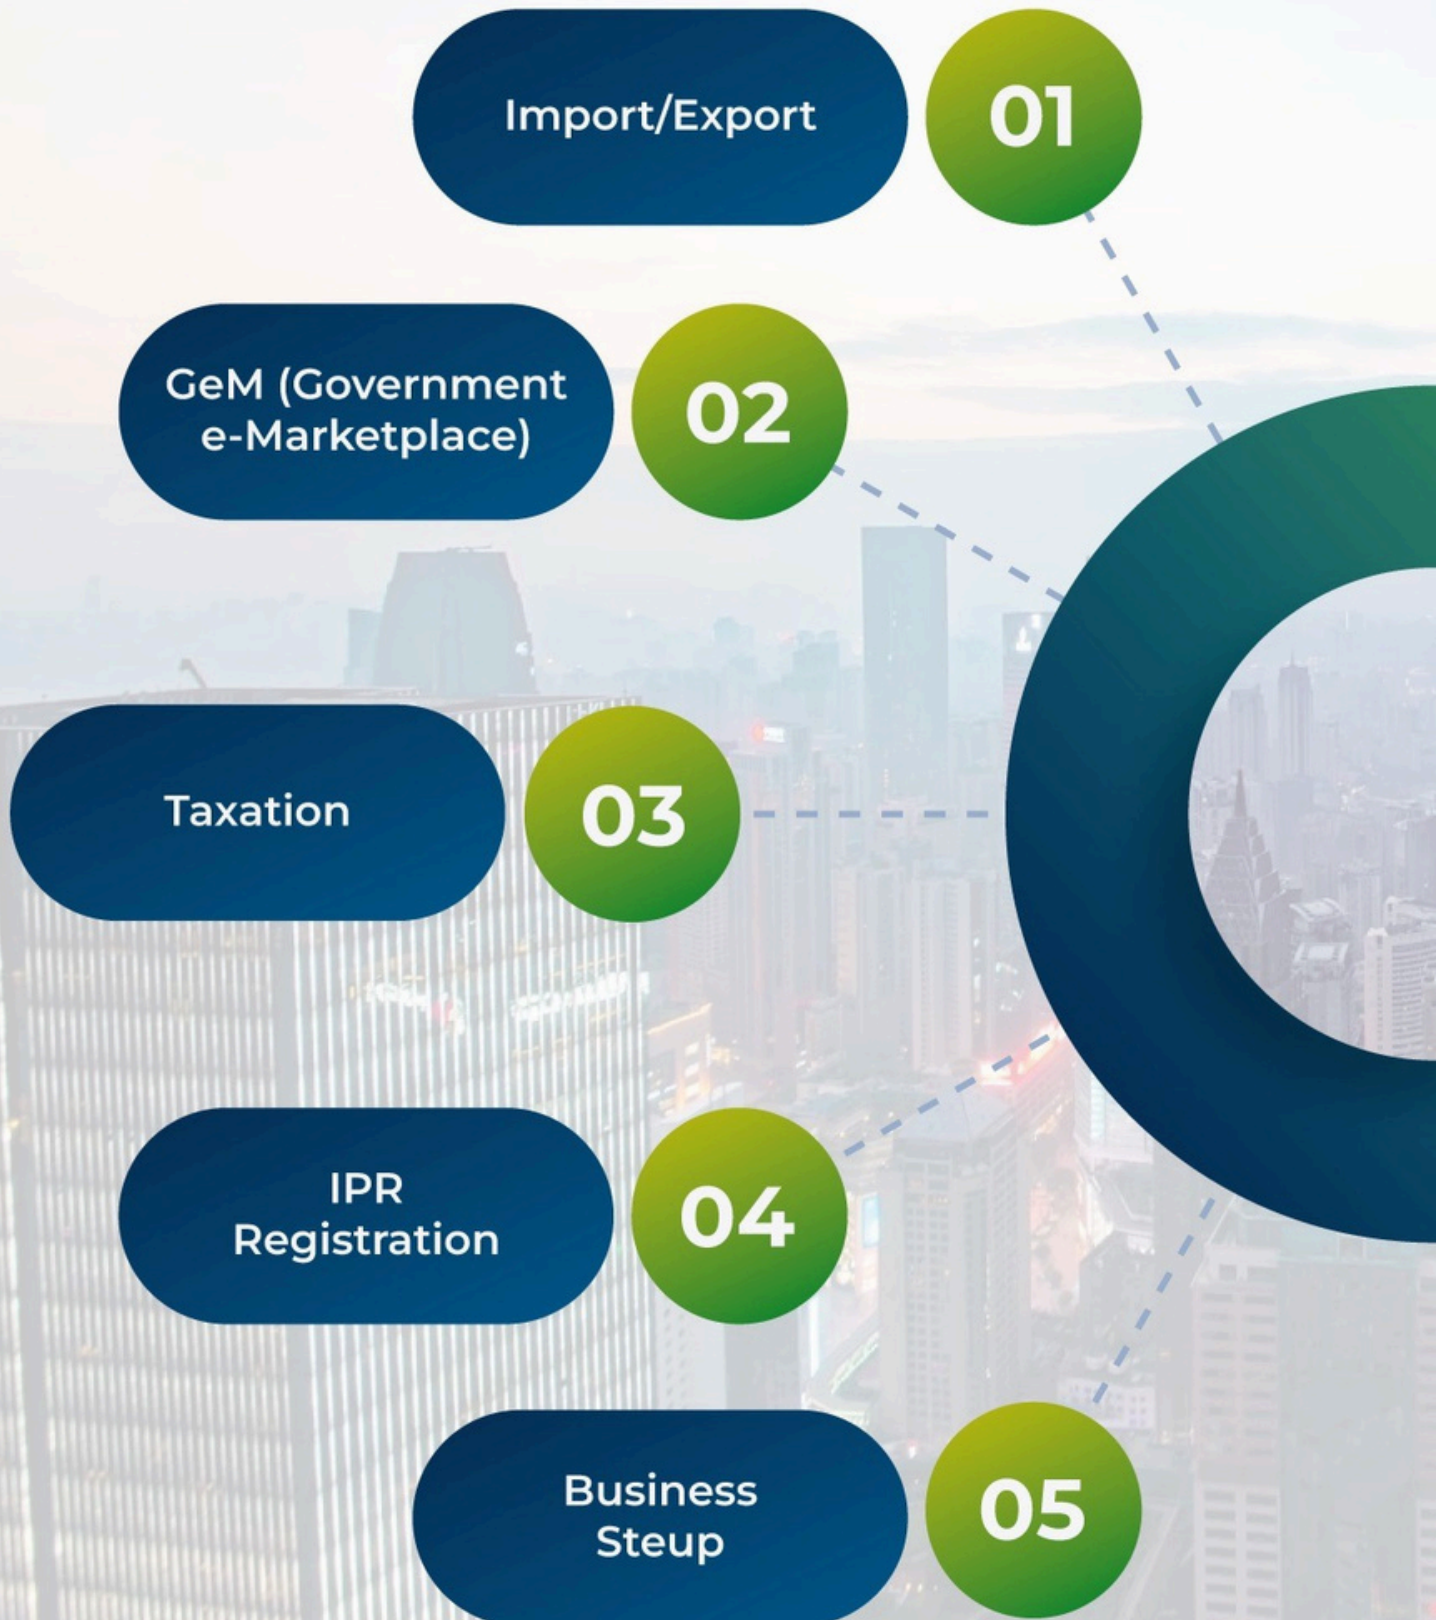 Import/Export
01
GeM (Government
e-Marketplace)
02
Taxation
03
IPR
Registration
04
Business
Steup
05